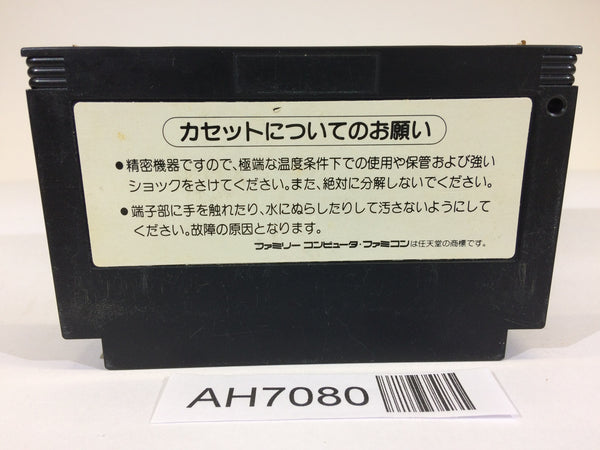 カセットについてのお願い
●精密機器ですので、極端な温度条件下での使用や保管および強い
ショックをさけてください。また、絶対に分解しないでください。
●端子部に手を触れたり、水にぬらしたりして汚さないようにして
ください。故障の原因となります。
ファミリー コンピュータ・ファミコンは任天堂の商標です。
AH7080